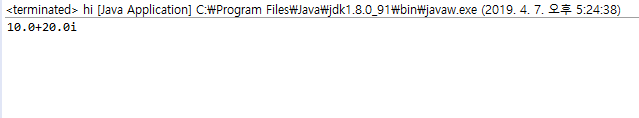 <terminated> hi [Java Application] C:₩Program Files₩Java₩jdk1.8.0_91₩bin₩javaw.exe (2019. 4. 7. 오후 5:24:38)
10.0+20.0i